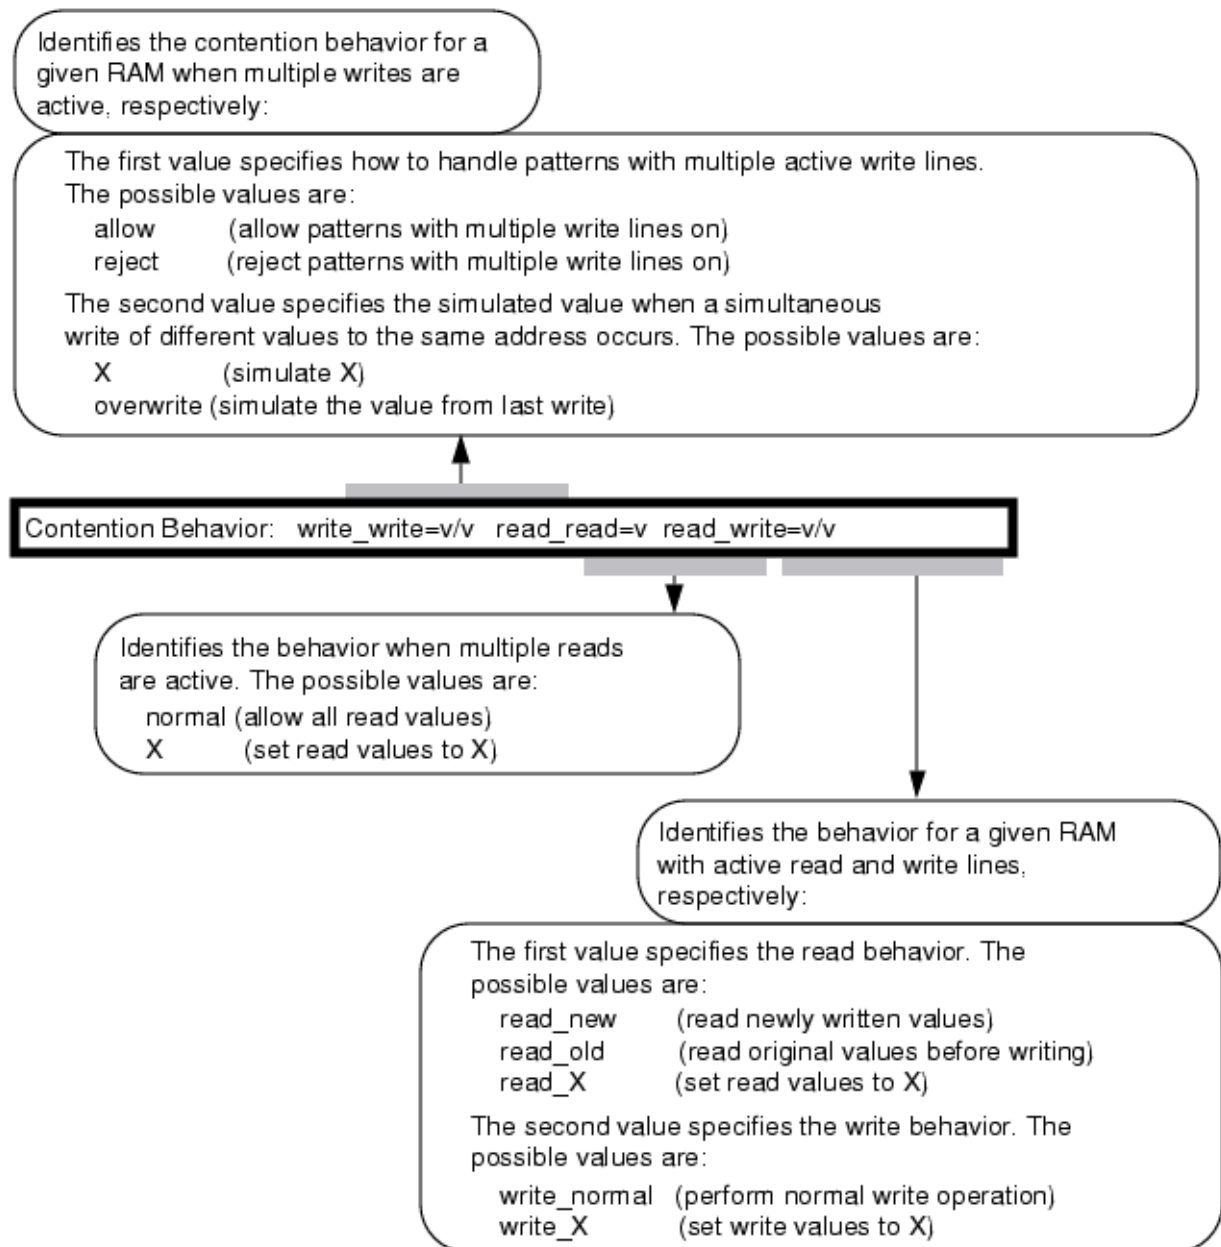 Identifies the contention behavior for a
given RAM when multiple writes are
active, respectively:
The first value specifies how to handle patterns with multiple active write lines.
The possible values are:
allow (allow patterns with multiple write lines on)
reject (reject patterns with multiple write lines on)
The second value specifies the simulated value when a simultaneous
write of different values to the same address occurs. The possible values are:
X (simulate X)
overwrite (simulate the value from last write)
Contention Behavior: write_write=v/v read_read=v read_write=v/v
Identifies the behavior when multiple reads
are active. The possible values are:
normal (allow all read values)
X (set read values to X)
Identifies the behavior for a given RAM
with active read and write lines,
respectively:
The first value specifies the read behavior. The
possible values are:
read_new (read newly written values)
read_old (read original values before writing)
read_X (set read values to X)
The second value specifies the write behavior. The
possible values are:
write_normal (perform normal write operation)
write_X (set write values to X)